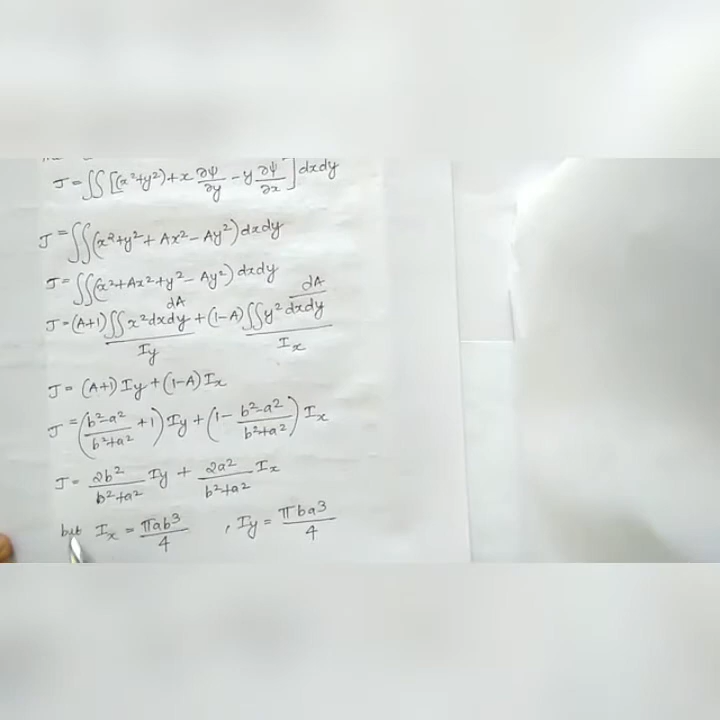 J = ∬ [(x²+y²) + x ∂ψ/∂y − y ∂ψ/∂x] dxdy
J = ∬ (x²+y² + Ax² − Ay²) dxdy
J = ∬ (x²+Ax²+y² − Ay²) dxdy
dA dA
J = (A+1) ∬ x² dxdy + (1−A) ∬ y² dxdy
Iy Ix
J = (A+1) Iy + (1−A) Ix
J = (b²−a²/b²+a² + 1) Iy + (1 − b²−a²/b²+a²) Ix
J = 2b²/b²+a² Iy + 2a²/b²+a² Ix
but Ix = πab³/4 , Iy = πba³/4